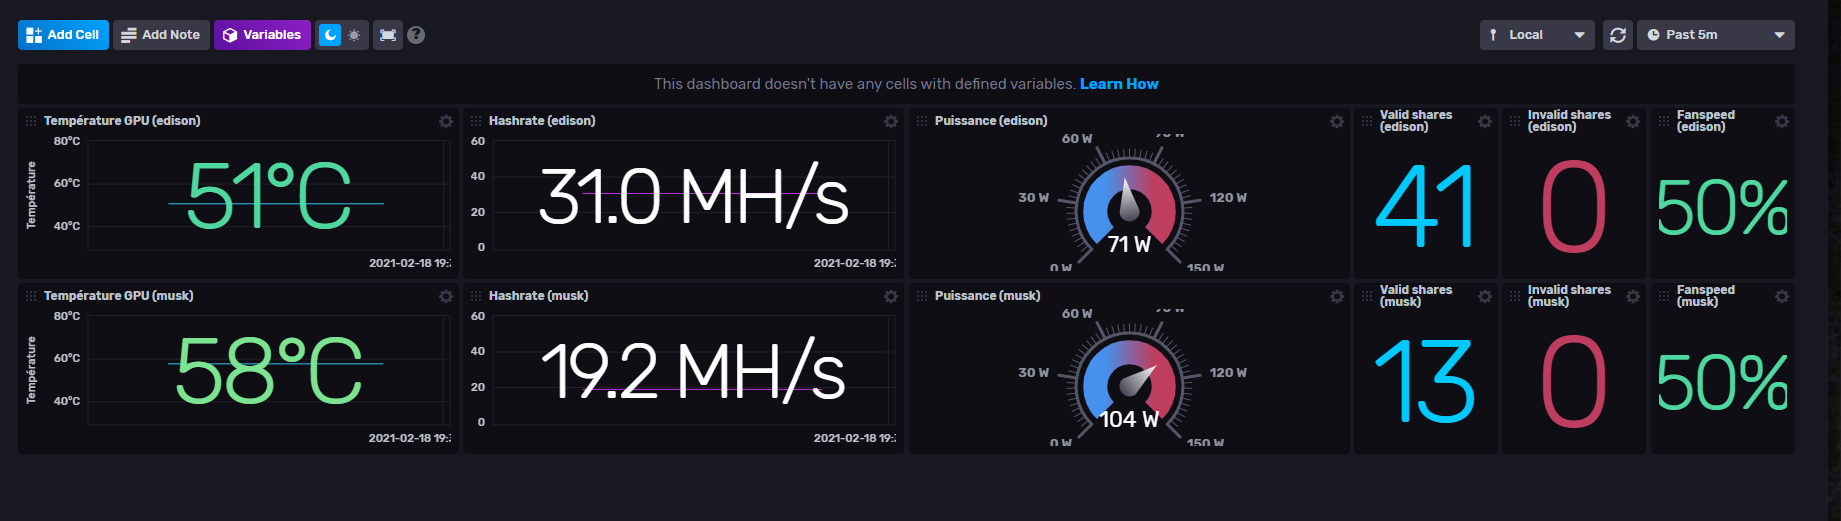 Add Cell Add Note Variables ? Local Past 5m
This dashboard doesn't have any cells with defined variables. Learn How
Température GPU (edison)
80°C
60°C
40°C
Température
51°C
2021-02-18 19:
Hashrate (edison)
60
40
20
0
31.0 MH/s
2021-02-18 19:
Puissance (edison)
0 W
30 W
60 W
120 W
150 W
71 W
Valid shares
(edison)
41
Invalid shares
(edison)
0
Fanspeed
(edison)
50%
Température GPU (musk)
80°C
60°C
40°C
Température
58°C
2021-02-18 19:
Hashrate (musk)
60
40
20
0
19.2 MH/s
2021-02-18 19:
Puissance (musk)
0 W
30 W
60 W
120 W
150 W
104 W
Valid shares
(musk)
13
Invalid shares
(musk)
0
Fanspeed
(musk)
50%